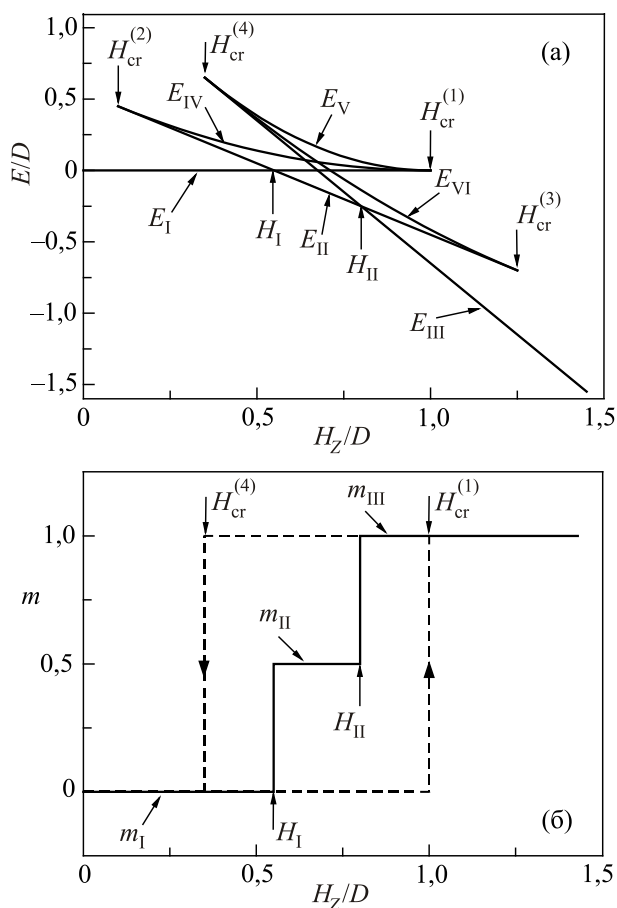 (а)
1,0
0,5
0
–0,5
–1,0
–1,5
E/D
H_cr^(2)
H_cr^(4)
H_cr^(1)
H_cr^(3)
E_IV
E_V
E_VI
E_I
H_I
E_II
H_II
E_III
0
0,5
1,0
1,5
H_Z/D
H_cr^(4)
m_III
H_cr^(1)
1,0
m
m_II
0,5
H_II
0
m_I
H_I
(б)
0
0,5
1,0
1,5
H_Z/D